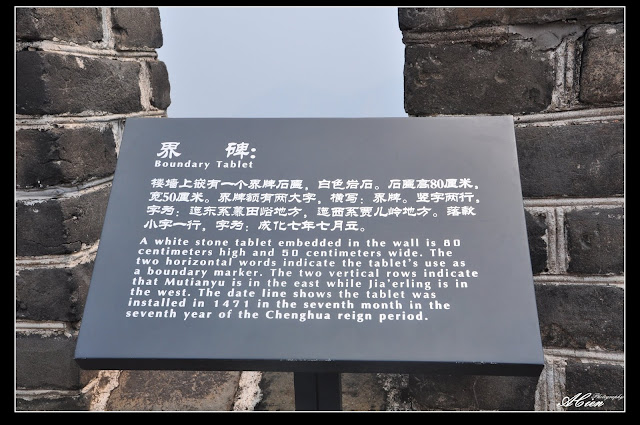 界 碑:
Boundary Tablet
楼墙上嵌有一个界牌石匾，白色岩石。石匾高80厘米，
宽50厘米。界牌额有两大字，横写：界牌。竖字两行，
字为：迤东系慕田峪地方，迤西系贾儿岭地方。落款
小字一行，字为：成化七年七月立。
A white stone tablet embedded in the wall is 80
centimeters high and 50 centimeters wide. The
two horizontal words indicate the tablet's use as
a boundary marker. The two vertical rows indicate
that Mutianyu is in the east while Jia'erling is in
the west. The date line shows the tablet was
installed in 1471 in the seventh month in the
seventh year of the Chenghua reign period.
Photography